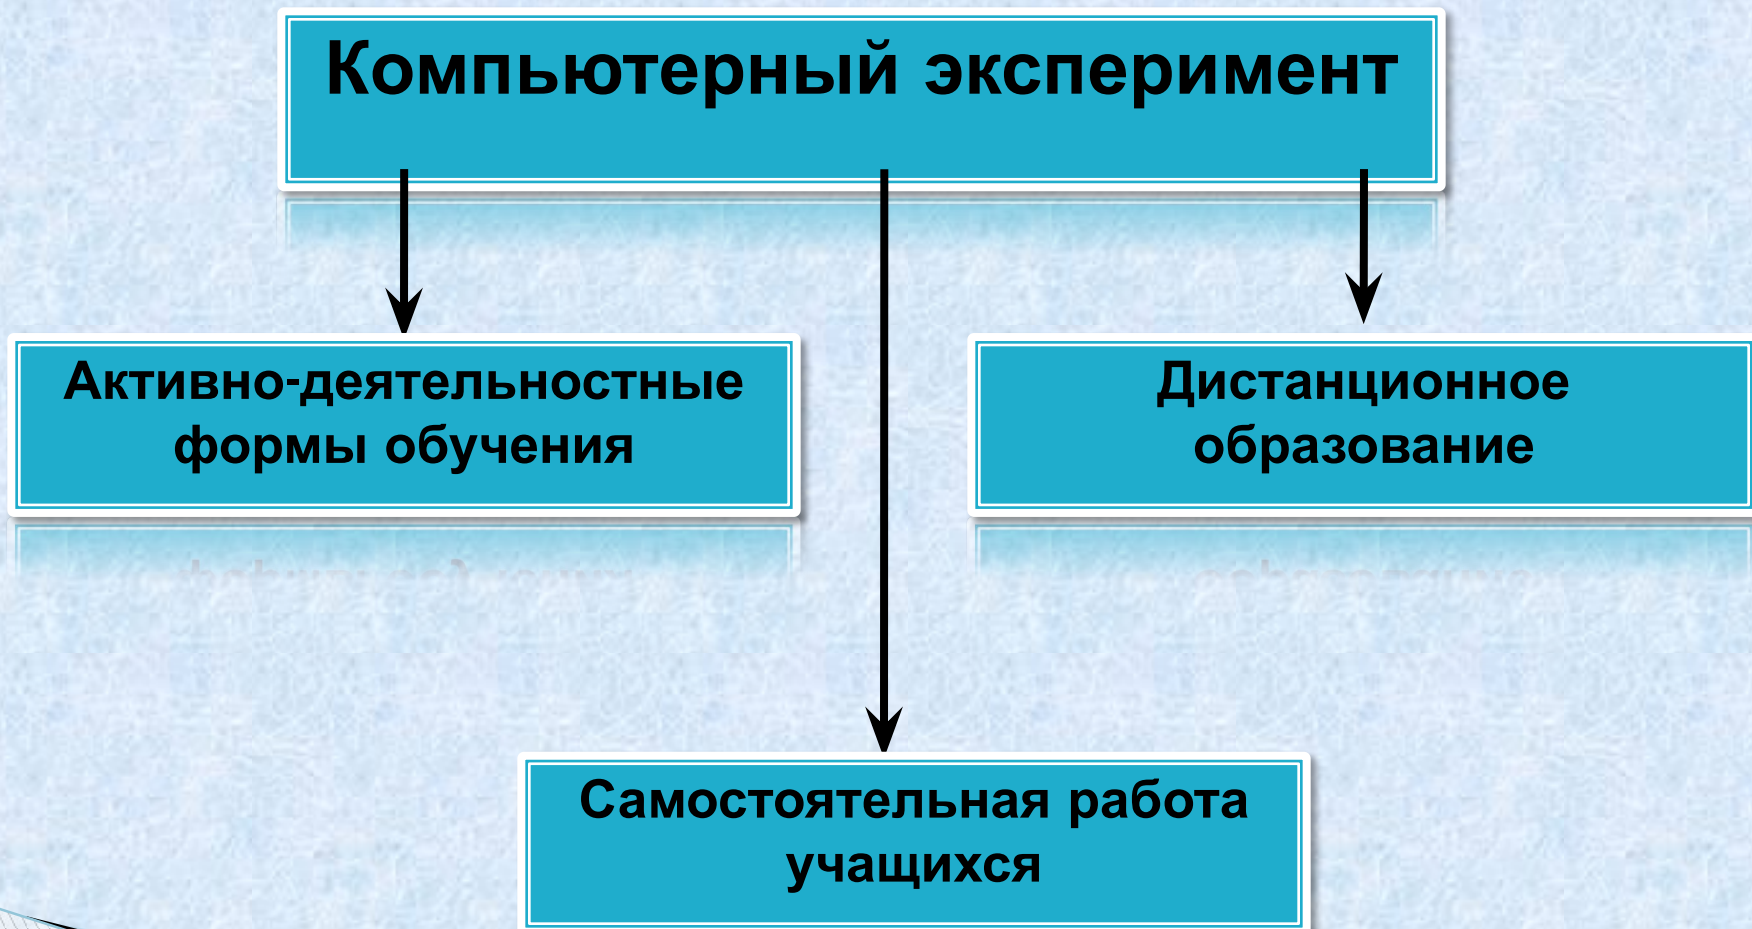 Компьютерный эксперимент
Активно-деятельностные
формы обучения
Дистанционное
образование
Самостоятельная работа
учащихся